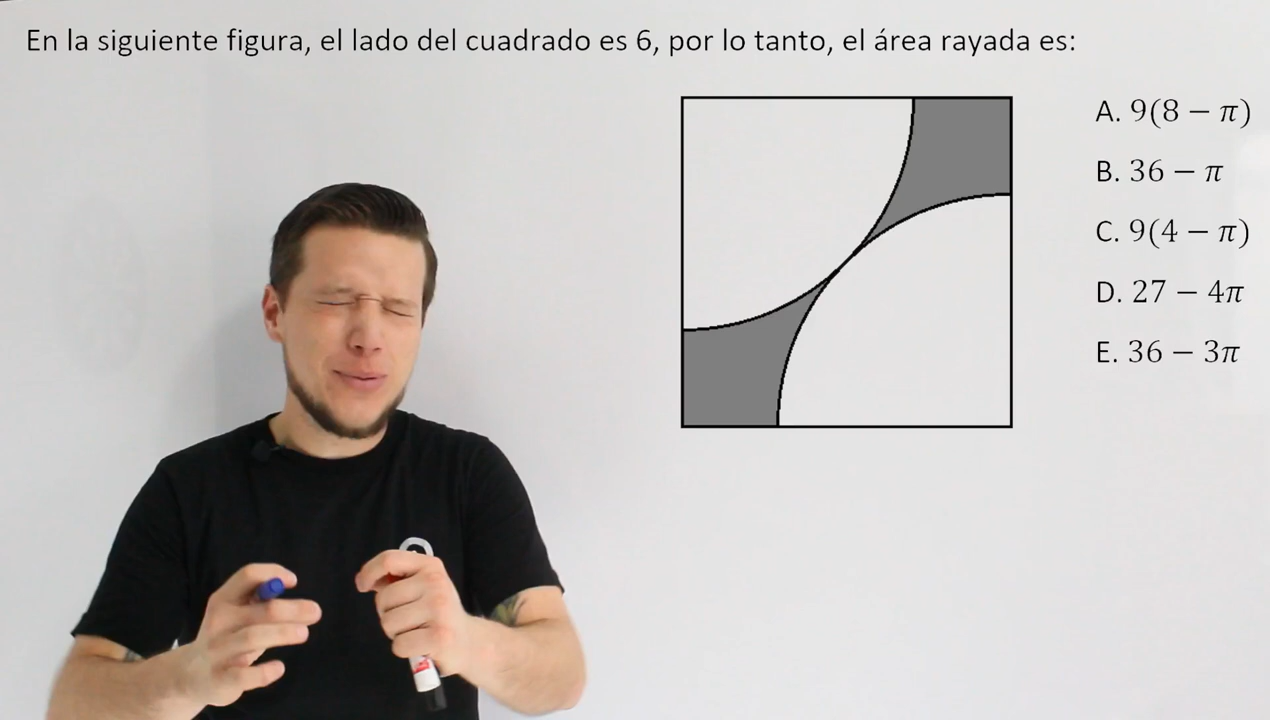 En la siguiente figura, el lado del cuadrado es 6, por lo tanto, el área rayada es:
A. 9(8 − π)
B. 36 − π
C. 9(4 − π)
D. 27 − 4π
E. 36 − 3π